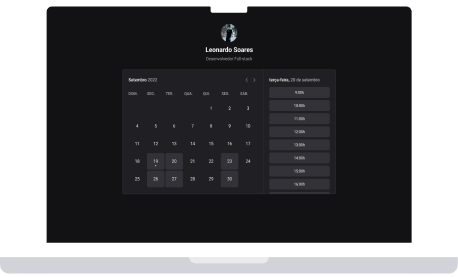 Leonardo Soares
Desenvolvedor Full-stack
Setembro 2022
DOM. SEG. TER. QUA. QUI. SEX. SÁB.
1 2 3
4 5 6 7 8 9 10
11 12 13 14 15 16 17
18 19 20 21 22 23 24
25 26 27 28 29 30
terça-feira, 20 de setembro
9:00h
10:00h
11:00h
12:00h
13:00h
14:00h
15:00h
16:00h